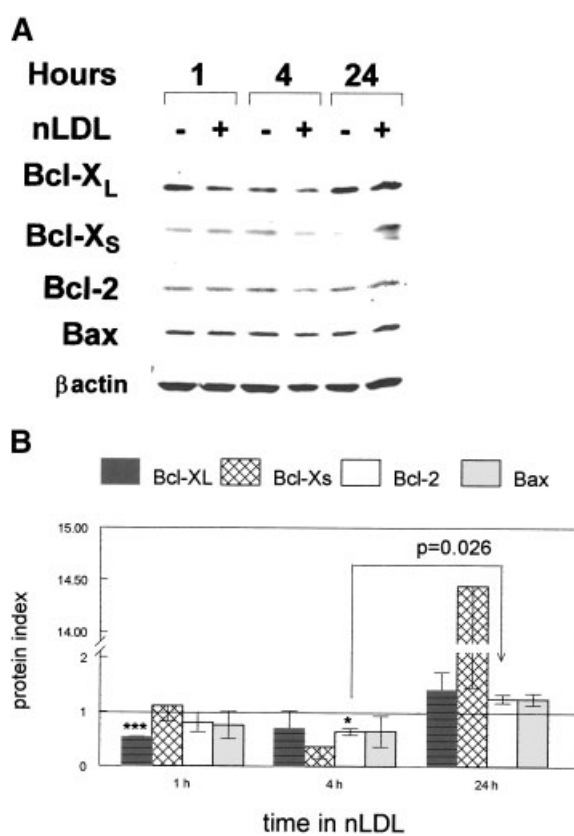 A
Hours 1 4 24
nLDL - + - + - +
Bcl-XL
Bcl-XS
Bcl-2
Bax
βactin
B
Bcl-XL Bcl-Xs Bcl-2 Bax
15.00
p=0.026
14.50
14.00
protein index
2
1
***
*
0
1 h 4 h 24 h
time in nLDL